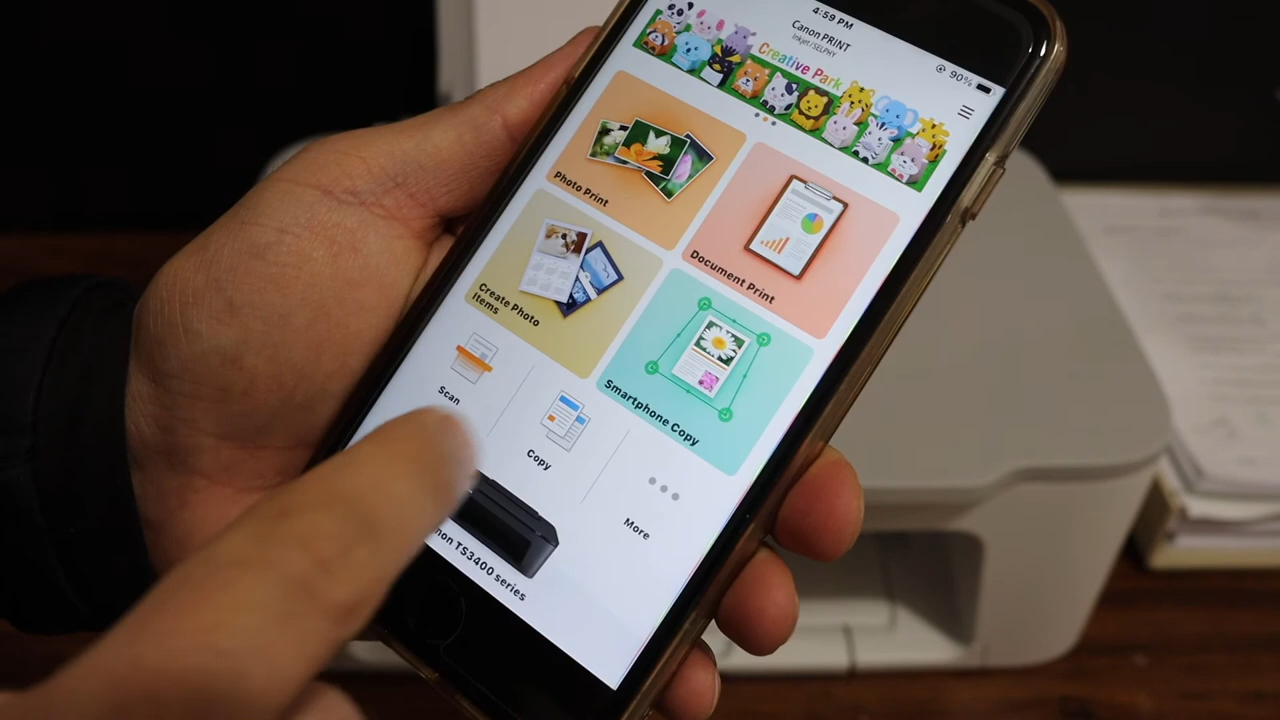 4:59 PM
Canon PRINT
Inkjet/SELPHY
90%
Creative Park
Photo Print
Document Print
Create Photo
Items
Smartphone Copy
Scan
Copy
More
non TS3400 series